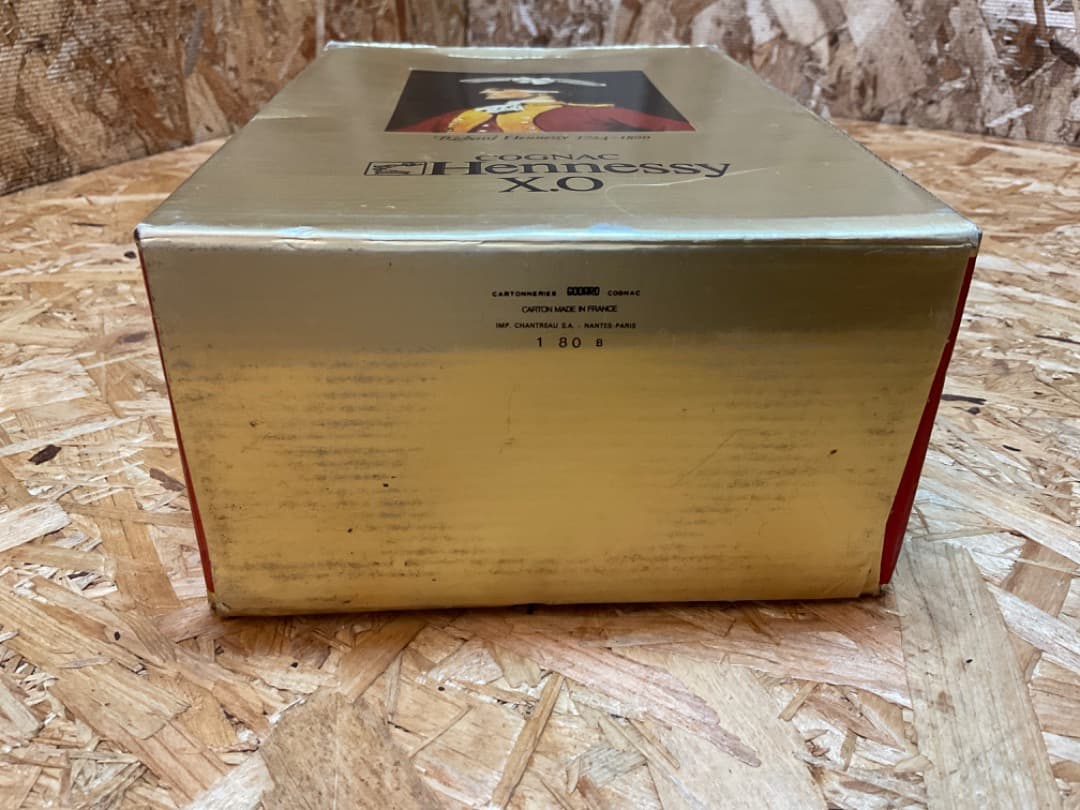 Richard Hennessy 1724-1800
COGNAC
Hennessy
X.O
CARTONNERIES COGNAC
CARTON MADE IN FRANCE
IMP. CHANTREAU S.A. - NANTES-PARIS
1 80 B